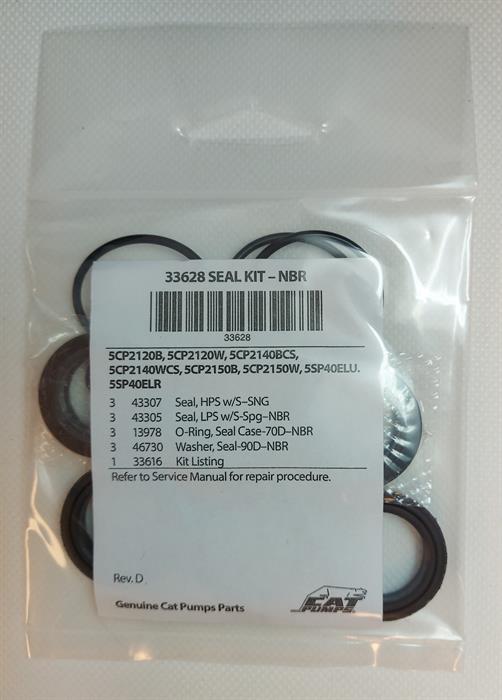 33628 SEAL KIT – NBR
33628
5CP2120B, 5CP2120W, 5CP2140BCS,
5CP2140WCS, 5CP2150B, 5CP2150W, 5SP40ELU.
5SP40ELR
3 43307 Seal, HPS w/S–SNG
3 43305 Seal, LPS w/S-Spg–NBR
3 13978 O-Ring, Seal Case-70D–NBR
3 46730 Washer, Seal-90D–NBR
1 33616 Kit Listing
Refer to Service Manual for repair procedure.
Rev. D
Genuine Cat Pumps Parts
CAT
PUMPS